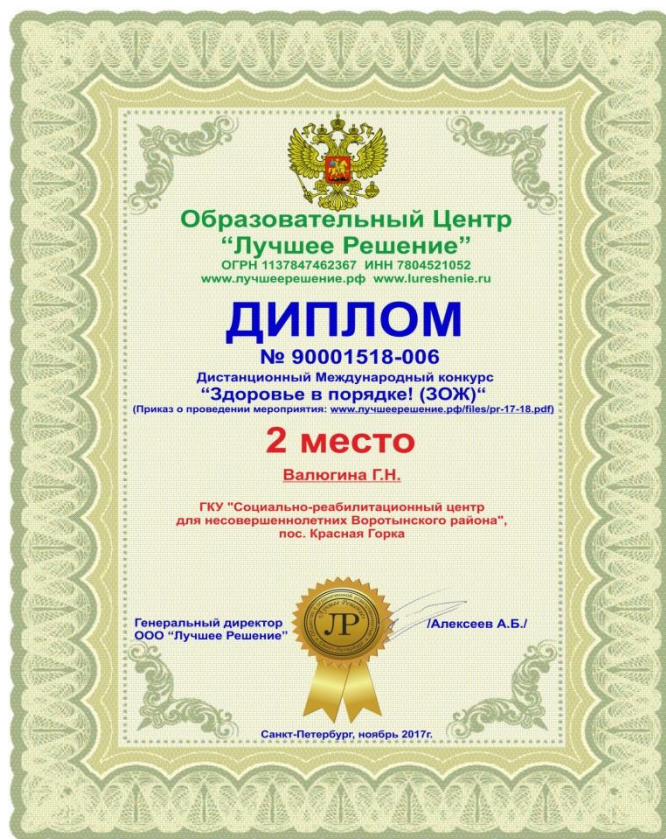 Образовательный Центр
“Лучшее Решение”
ОГРН 1137847462367 ИНН 7804521052
www.лучшеерешение.рф www.lureshenie.ru
ДИПЛОМ
№ 90001518-006
Дистанционный Международный конкурс
“Здоровье в порядке! (ЗОЖ)“
(Приказ о проведении мероприятия: www.лучшеерешение.рф/files/pr-17-18.pdf)
2 место
Валюгина Г.Н.
ГКУ "Социально-реабилитационный центр
для несовершеннолетних Воротынского района",
пос. Красная Горка
Генеральный директор
ООО “Лучшее Решение”
Лучшее Решение
ЛР
/Алексеев А.Б./
Санкт-Петербург, ноябрь 2017г.